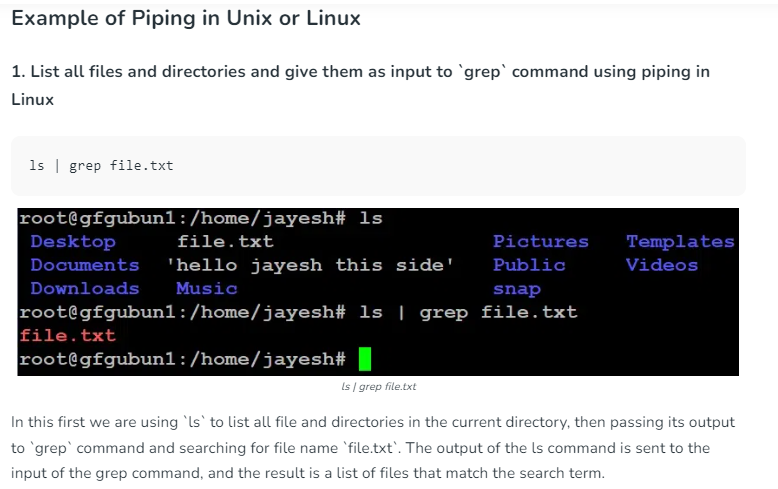 Example of Piping in Unix or Linux
1. List all files and directories and give them as input to `grep` command using piping in
Linux
ls | grep file.txt
root@gfgubun1:/home/jayesh# ls
Desktop file.txt Pictures Templates
Documents 'hello jayesh this side' Public Videos
Downloads Music snap
root@gfgubun1:/home/jayesh# ls | grep file.txt
file.txt
root@gfgubun1:/home/jayesh#
ls | grep file.txt
In this first we are using `ls` to list all file and directories in the current directory, then passing its output
to `grep` command and searching for file name `file.txt`. The output of the ls command is sent to the
input of the grep command, and the result is a list of files that match the search term.